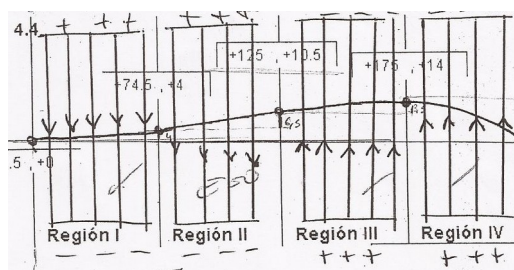 4.4
+ + +
- - - -
+125 , +10.5
+175 , +14
+74.5 , +4
.5 , +0
E=0
Región I
Región II
Región III
Región IV
- - - -
- - - -
+ + +
+ + +